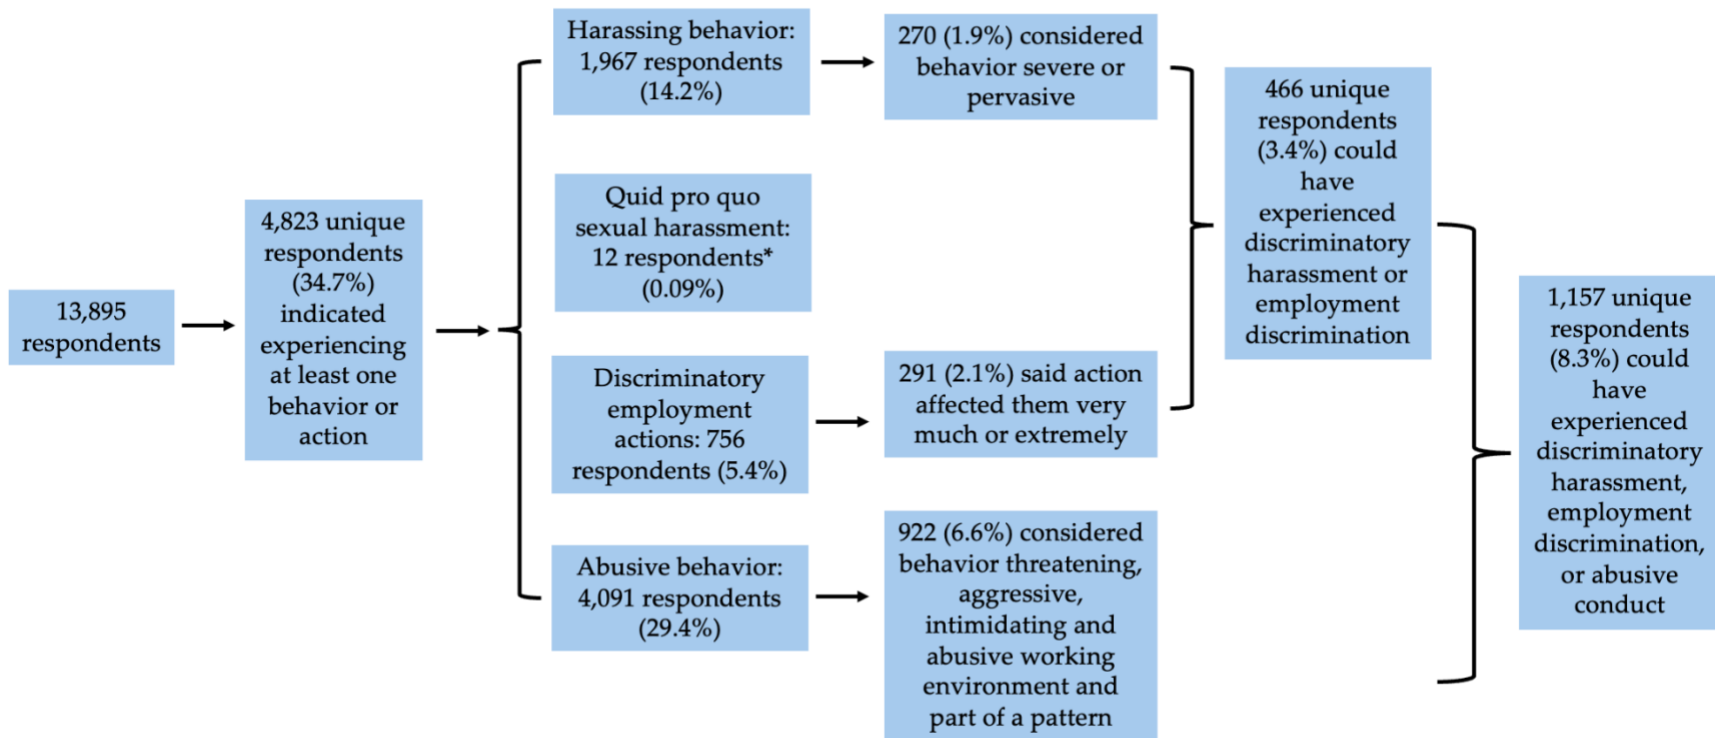 13,895
respondents
4,823 unique
respondents
(34.7%)
indicated
experiencing
at least one
behavior or
action
Harassing behavior:
1,967 respondents
(14.2%)
Quid pro quo
sexual harassment:
12 respondents*
(0.09%)
Discriminatory
employment
actions: 756
respondents (5.4%)
Abusive behavior:
4,091 respondents
(29.4%)
270 (1.9%) considered
behavior severe or
pervasive
291 (2.1%) said action
affected them very
much or extremely
922 (6.6%) considered
behavior threatening,
aggressive,
intimidating and
abusive working
environment and
part of a pattern
466 unique
respondents
(3.4%) could
have
experienced
discriminatory
harassment or
employment
discrimination
1,157 unique
respondents
(8.3%) could
have
experienced
discriminatory
harassment,
employment
discrimination,
or abusive
conduct